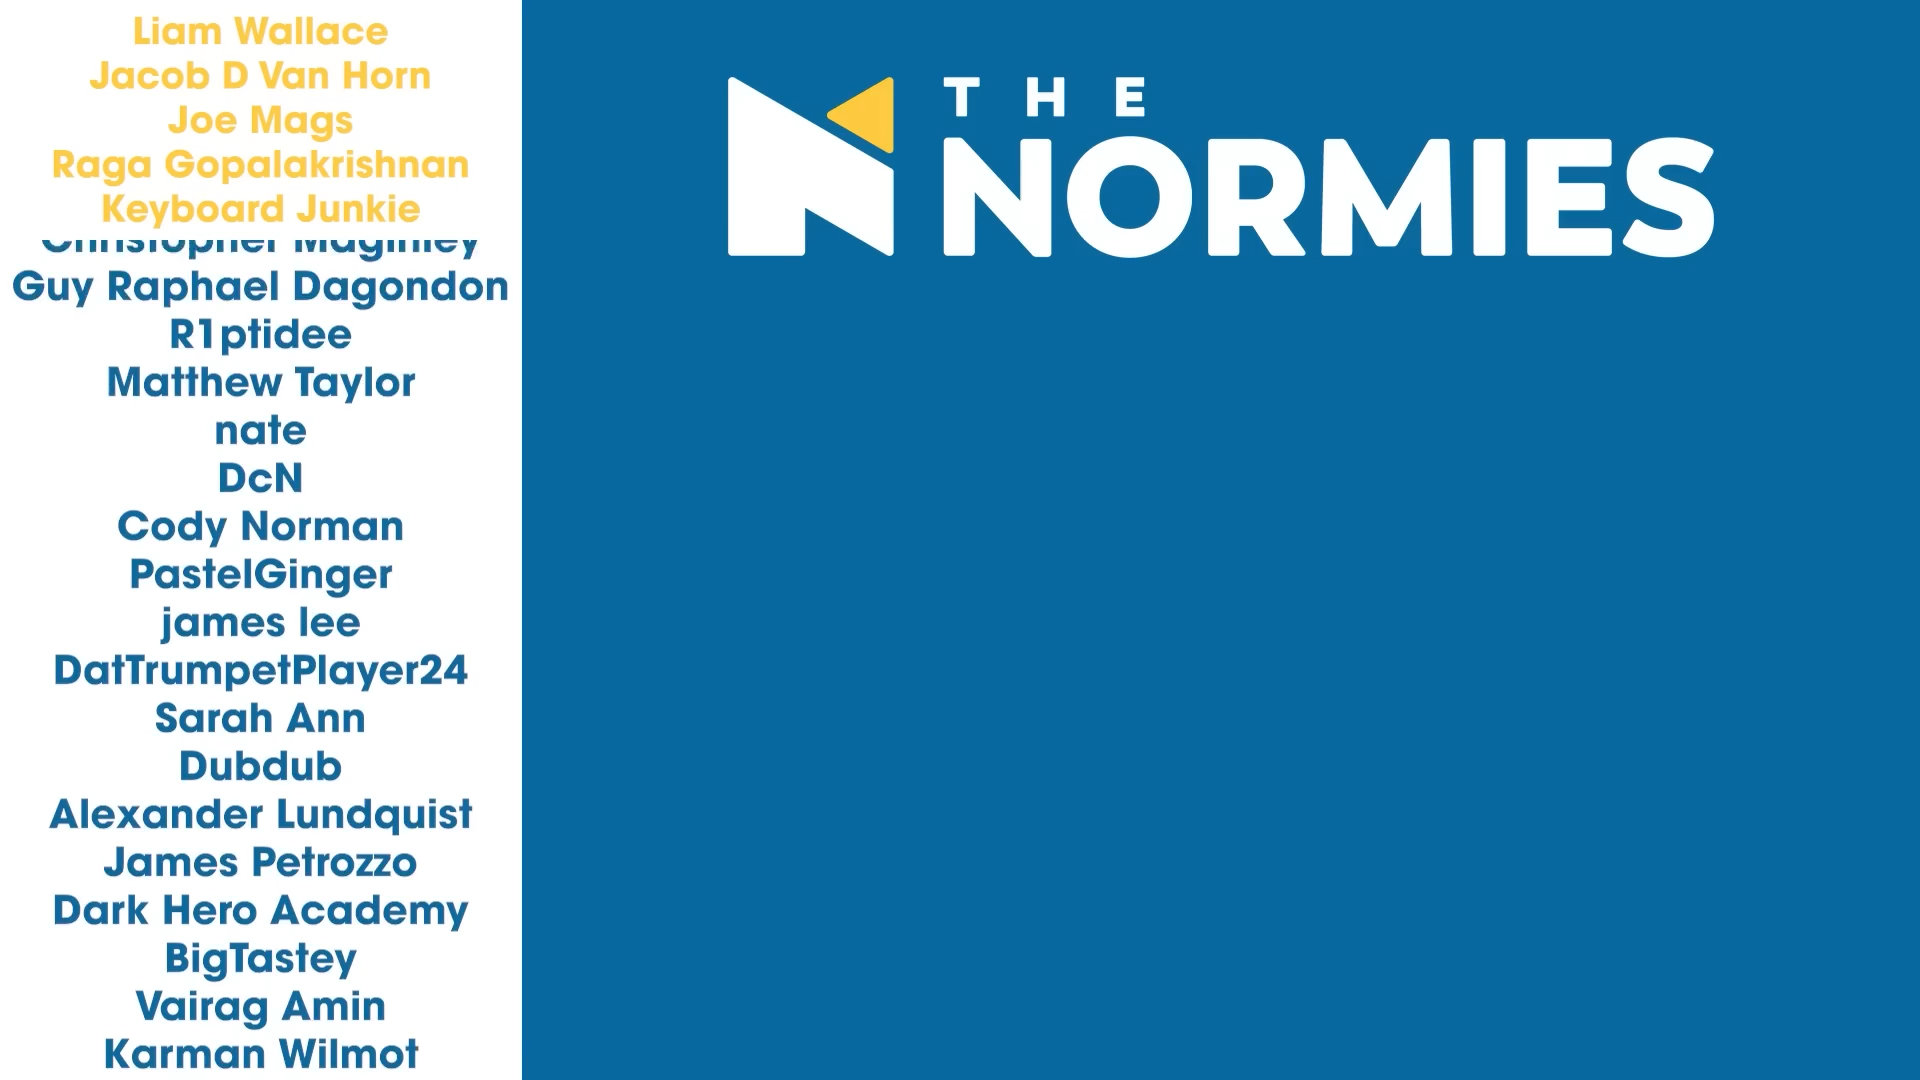 Liam Wallace
Jacob D Van Horn
Joe Mags
Raga Gopalakrishnan
Keyboard Junkie
Christopher Maginley
Guy Raphael Dagondon
R1ptidee
Matthew Taylor
nate
DcN
Cody Norman
PastelGinger
james lee
DatTrumpetPlayer24
Sarah Ann
Dubdub
Alexander Lundquist
James Petrozzo
Dark Hero Academy
BigTastey
Vairag Amin
Karman Wilmot
THE
NORMIES